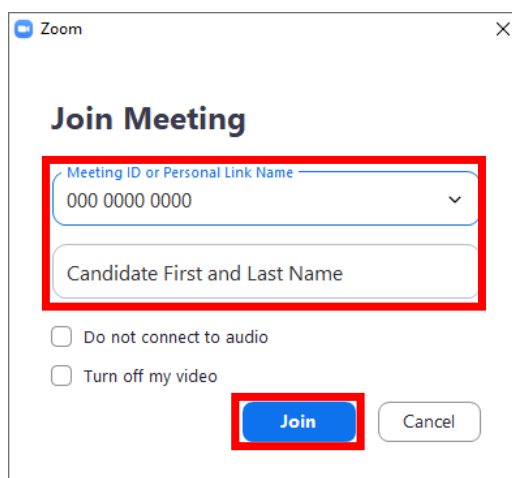 Zoom
Join Meeting
Meeting ID or Personal Link Name
000 0000 0000
Candidate First and Last Name
Do not connect to audio
Turn off my video
Join Cancel